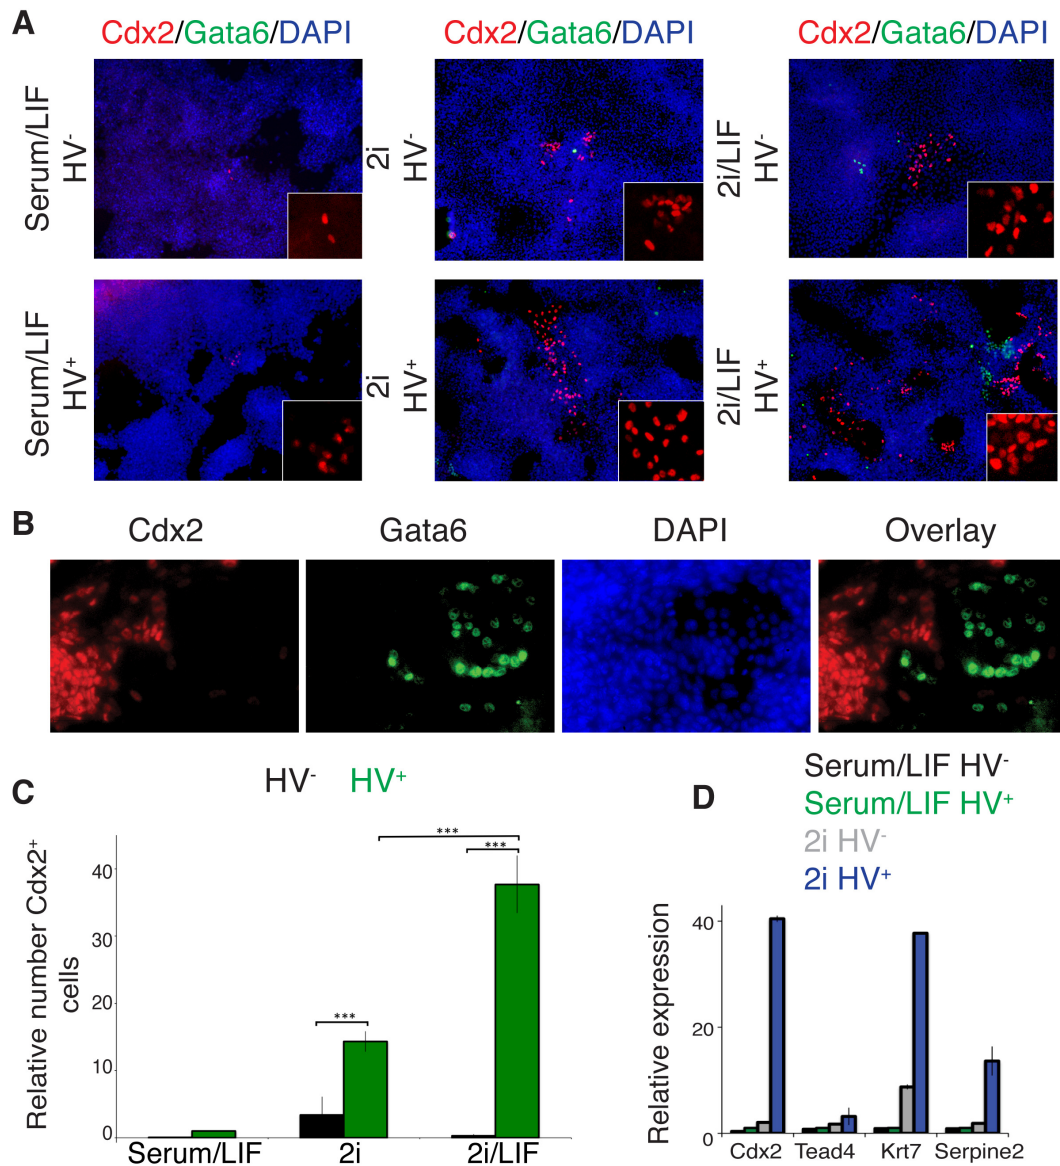 A
Cdx2/Gata6/DAPI
Cdx2/Gata6/DAPI
Cdx2/Gata6/DAPI
Serum/LIF
HV-
2i
HV-
2i/LIF
HV-
Serum/LIF
HV+
2i
HV+
2i/LIF
HV+
B
Cdx2
Gata6
DAPI
Overlay
C
HV- HV+
Relative number Cdx2+
cells
40
30
20
10
0
***
***
***
Serum/LIF
2i
2i/LIF
D
Serum/LIF HV-
Serum/LIF HV+
2i HV-
2i HV+
Relative expression
40
20
0
Cdx2
Tead4
Krt7
Serpine2